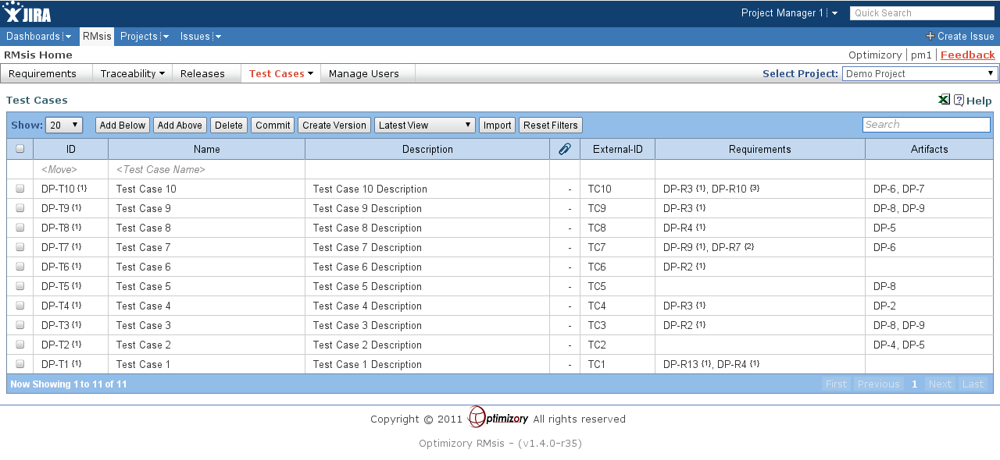 JIRA Project Manager 1 Quick Search
Dashboards RMsis Projects Issues Create Issue
RMsis Home Optimizory pm1 Feedback
Requirements Traceability Releases Test Cases Manage Users Select Project: Demo Project
Test Cases Help
Show: 20 Add Below Add Above Delete Commit Create Version Latest View Import Reset Filters Search
ID Name Description External-ID Requirements Artifacts
<Move> <Test Case Name>
DP-T10 {1} Test Case 10 Test Case 10 Description - TC10 DP-R3 {1}, DP-R10 {3} DP-6, DP-7
DP-T9 {1} Test Case 9 Test Case 9 Description - TC9 DP-R3 {1} DP-8, DP-9
DP-T8 {1} Test Case 8 Test Case 8 Description - TC8 DP-R4 {1} DP-5
DP-T7 {1} Test Case 7 Test Case 7 Description - TC7 DP-R9 {1}, DP-R7 {2} DP-6
DP-T6 {1} Test Case 6 Test Case 6 Description - TC6 DP-R2 {1}
DP-T5 {1} Test Case 5 Test Case 5 Description - TC5 DP-8
DP-T4 {1} Test Case 4 Test Case 4 Description - TC4 DP-R3 {1} DP-2
DP-T3 {1} Test Case 3 Test Case 3 Description - TC3 DP-R2 {1} DP-8, DP-9
DP-T2 {1} Test Case 2 Test Case 2 Description - TC2 DP-4, DP-5
DP-T1 {1} Test Case 1 Test Case 1 Description - TC1 DP-R13 {1}, DP-R4 {1}
Now Showing 1 to 11 of 11 First Previous 1 Next Last
Copyright © 2011 Optimizory All rights reserved
Optimizory RMsis - (v1.4.0-r35)